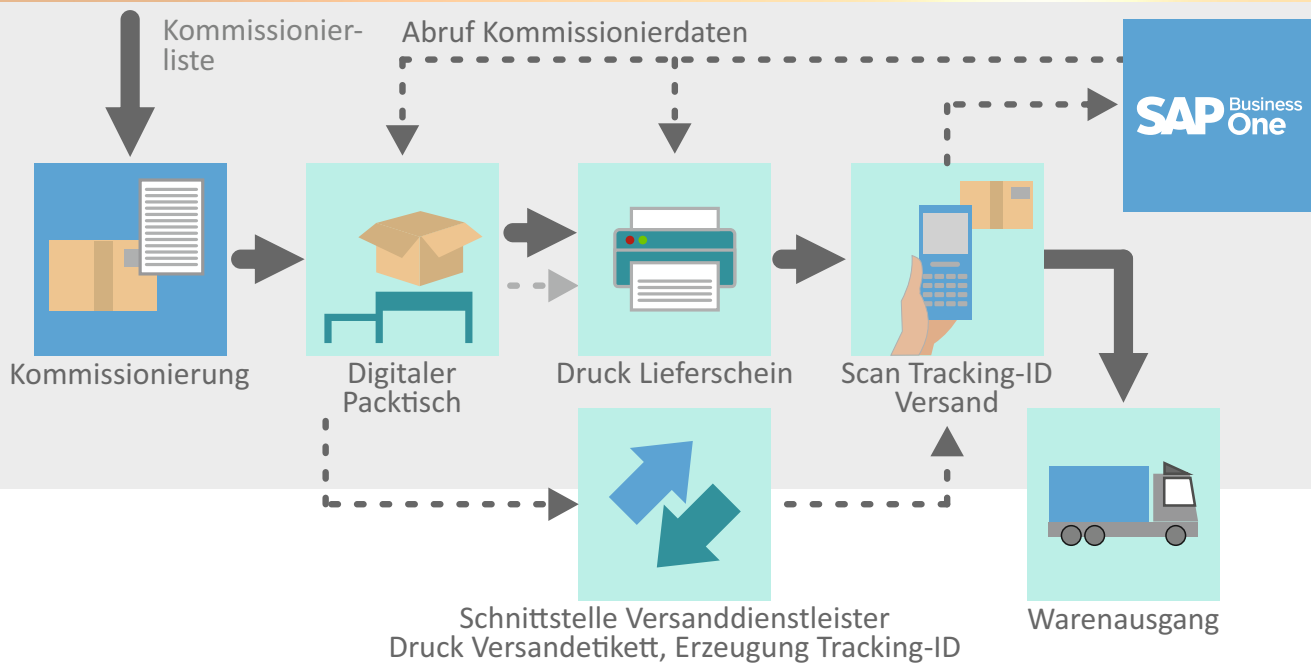 Kommissionier-
liste
Abruf Kommissionierdaten
SAP Business
One
Kommissionierung
Digitaler
Packtisch
Druck Lieferschein
Scan Tracking-ID
Versand
Schnittstelle Versanddienstleister
Druck Versandetikett, Erzeugung Tracking-ID
Warenausgang